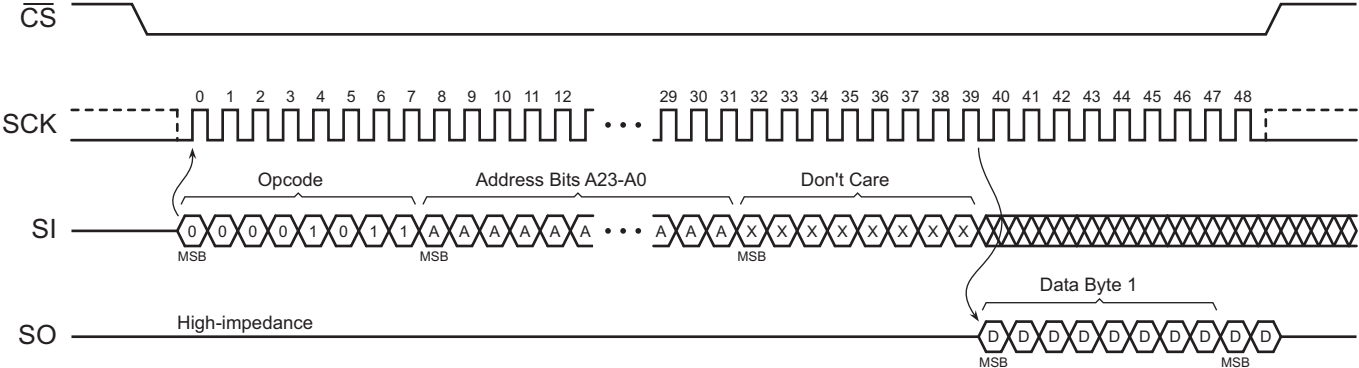 CS
SCK
0 1 2 3 4 5 6 7 8 9 10 11 12 29 30 31 32 33 34 35 36 37 38 39 40 41 42 43 44 45 46 47 48
Opcode Address Bits A23-A0 Don't Care
SI
0 0 0 0 1 0 1 1 A A A A A A A A A X X X X X X X X
MSB MSB MSB
Data Byte 1
SO
High-impedance
D D D D D D D D D D
MSB MSB